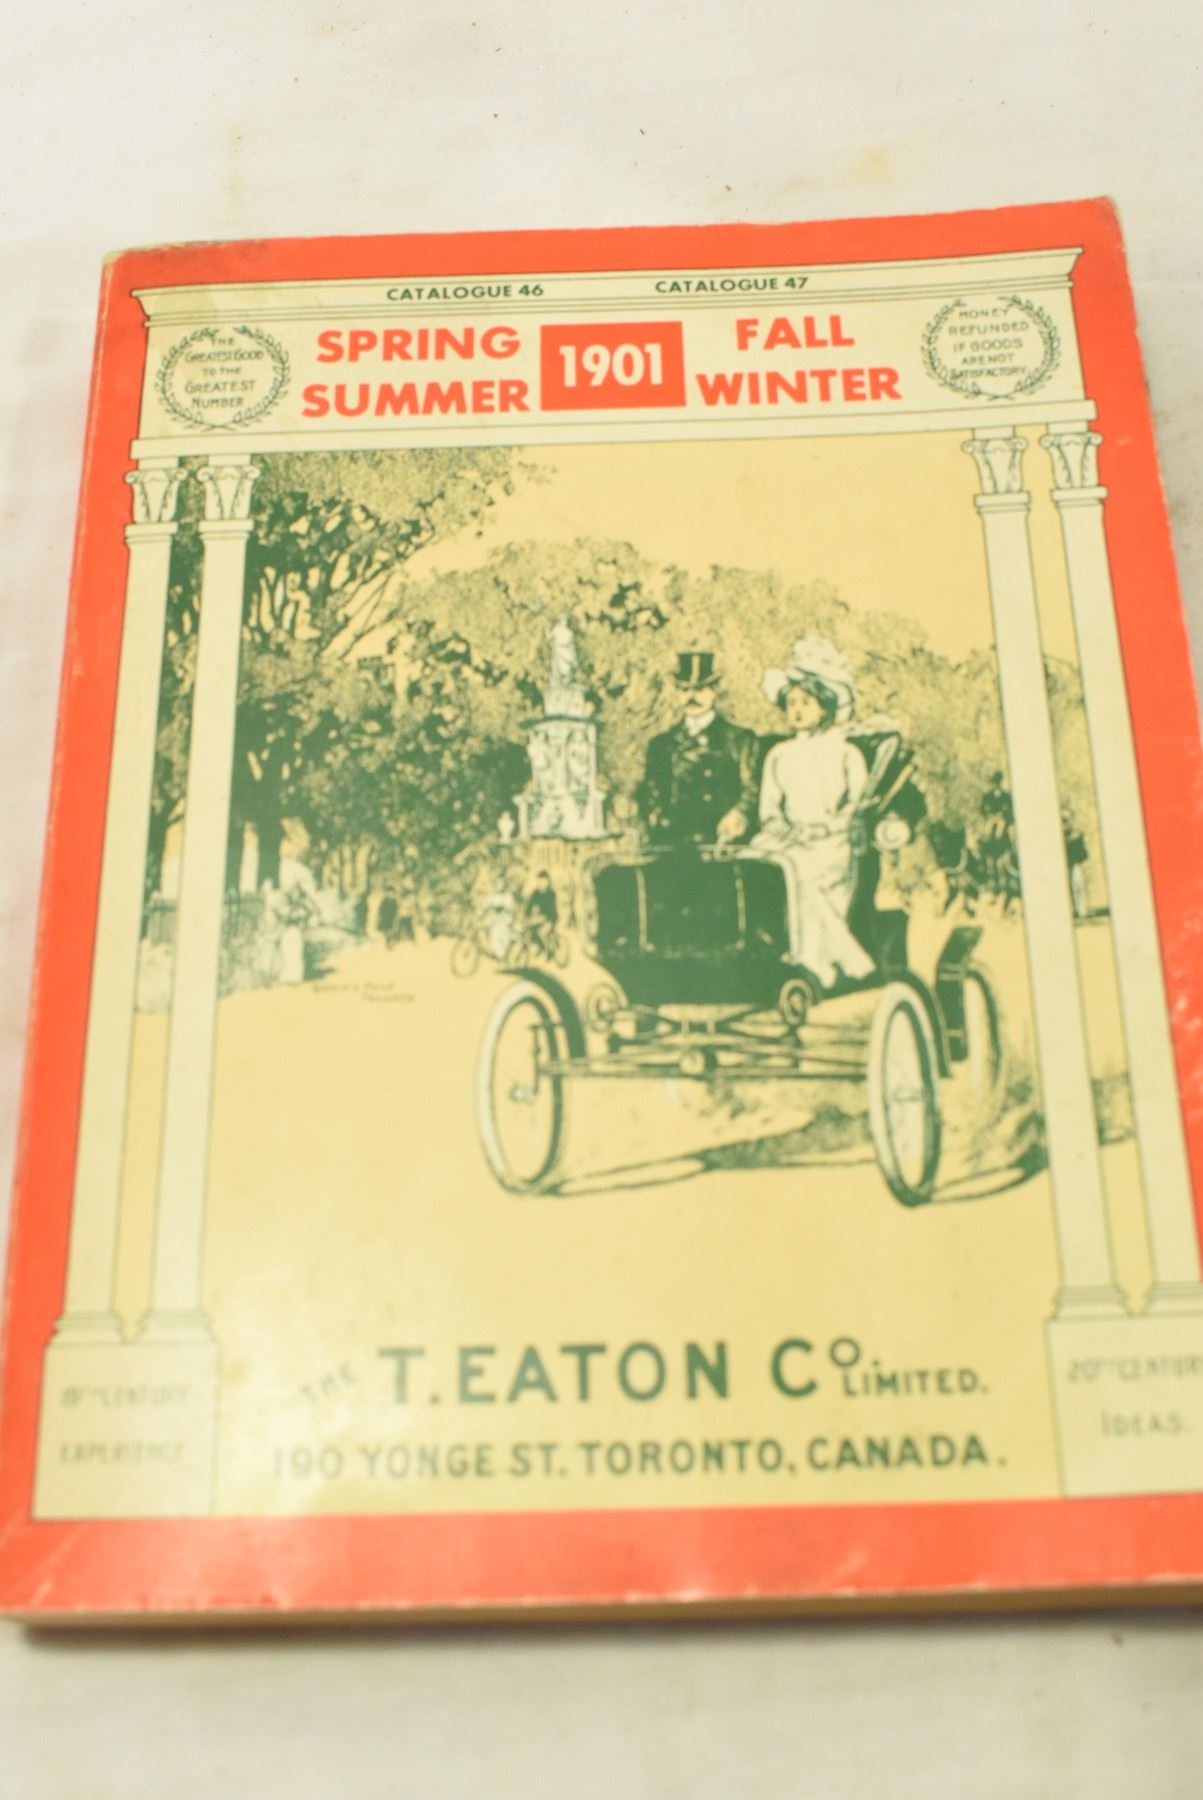 CATALOGUE 46
CATALOGUE 47
THE
GREATEST GOOD
TO THE
GREATEST
NUMBER
SPRING
SUMMER
1901
FALL
WINTER
MONEY
REFUNDED
IF GOODS
ARE NOT
SATISFACTORY
THE T. EATON CO. LIMITED.
190 YONGE ST. TORONTO, CANADA.
19TH CENTURY
EXPERIENCE
20TH CENTURY
IDEAS.